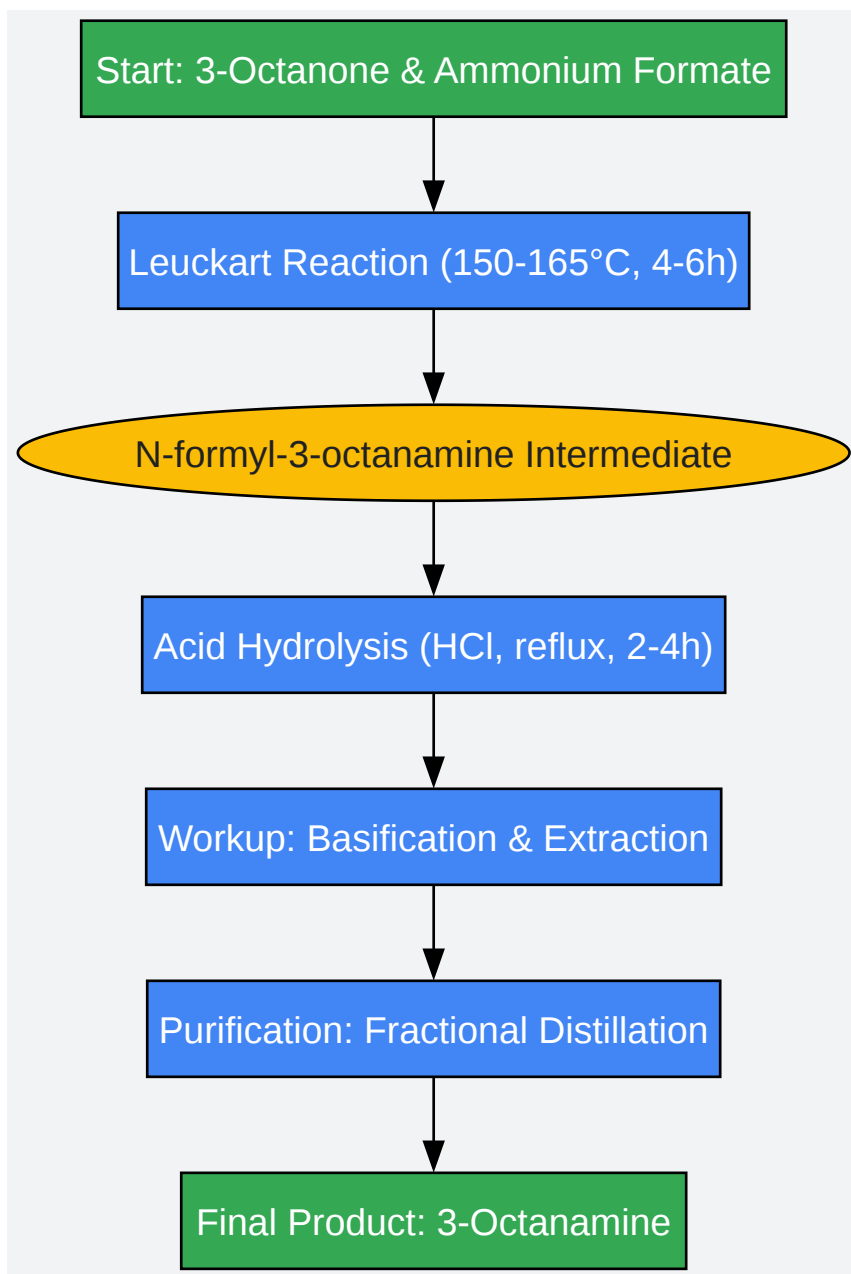 Start: 3-Octanone & Ammonium Formate
Leuckart Reaction (150-165°C, 4-6h)
N-formyl-3-octanamine Intermediate
Acid Hydrolysis (HCl, reflux, 2-4h)
Workup: Basification & Extraction
Purification: Fractional Distillation
Final Product: 3-Octanamine